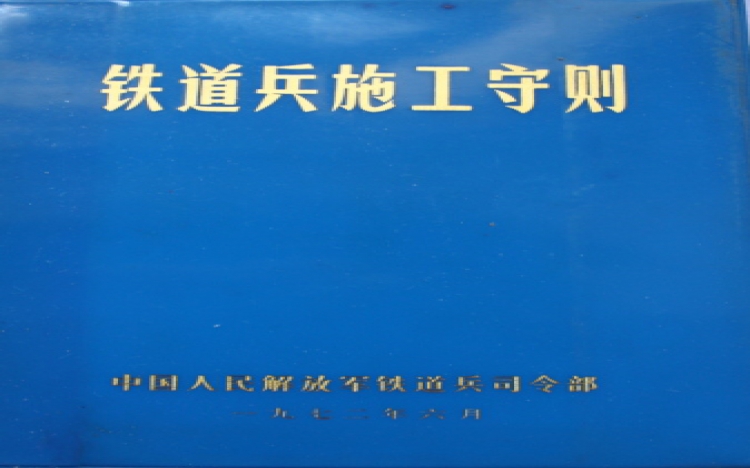 铁道兵施工守则
中国人民解放军铁道兵司令部
一九七二年六月